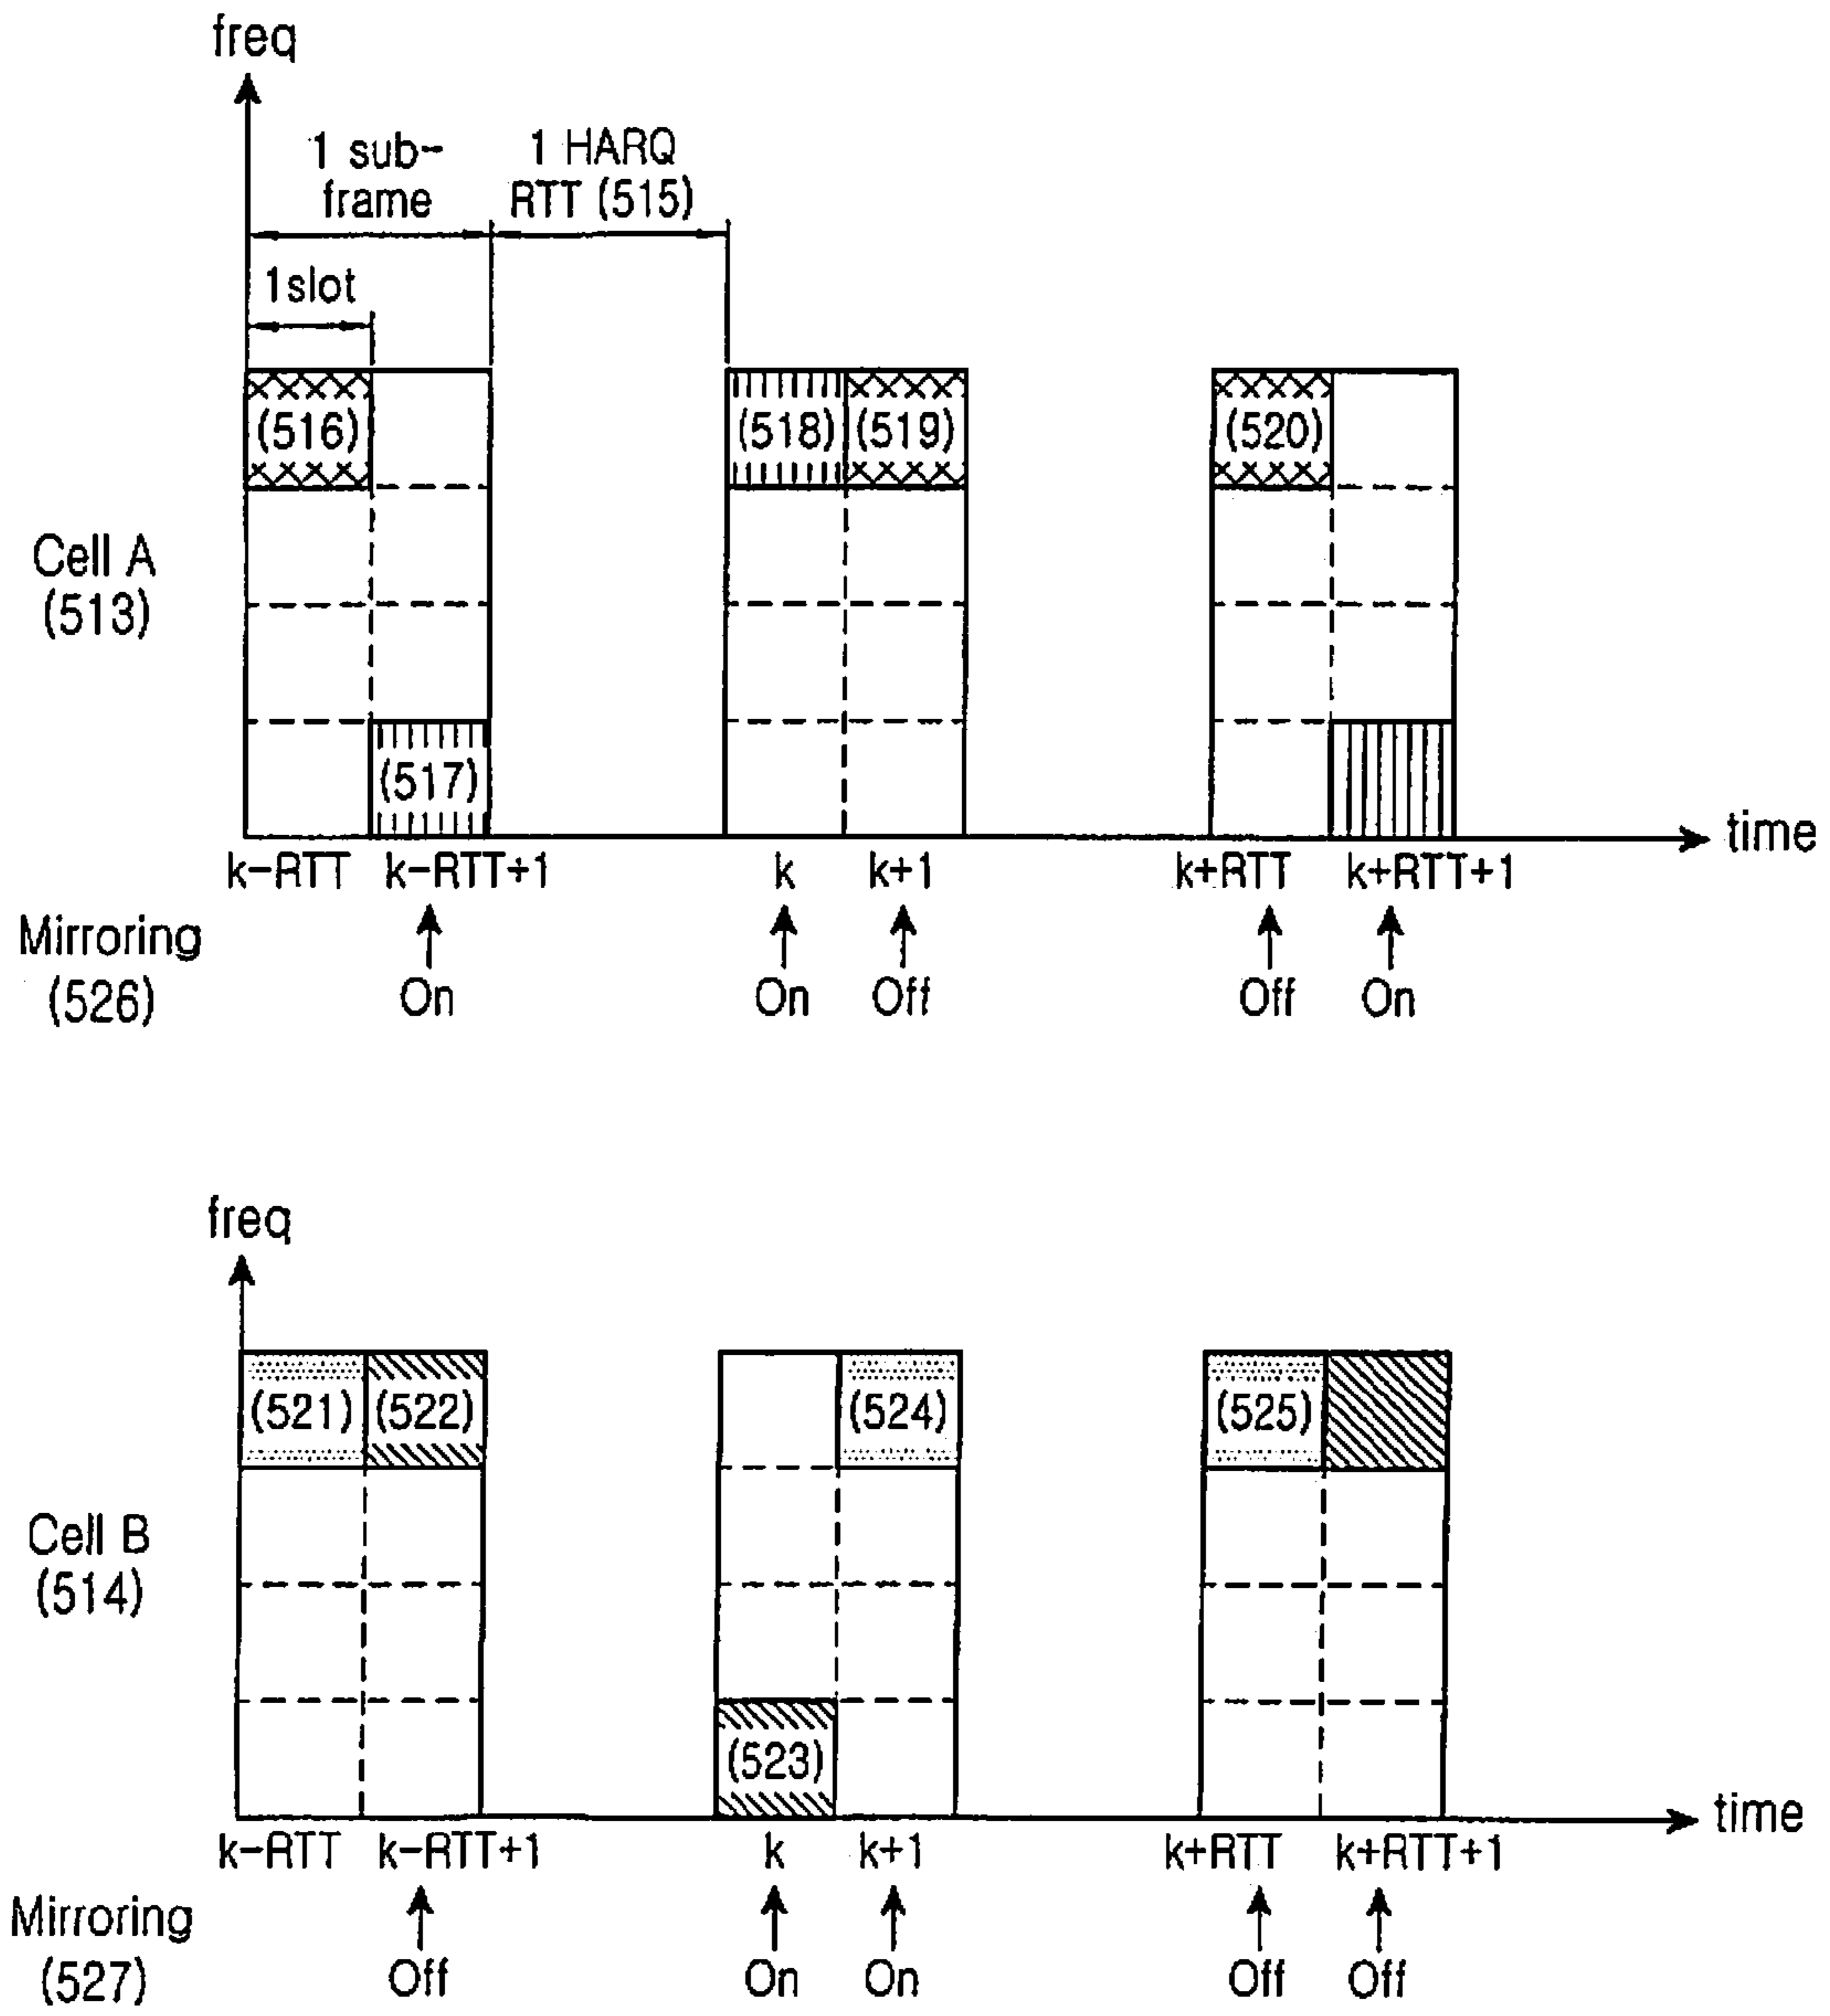 freq
1 sub-
frame
1 HARQ
RTT (515)
1slot
(516)
(518)
(519)
(520)
Cell A
(513)
(517)
time
k-RTT
k-RTT+1
k
k+1
k+RTT
k+RTT+1
Mirroring
(526)
On
On
Off
Off
On
freq
(521)
(522)
(524)
(525)
Cell B
(514)
(523)
time
k-RTT
k-RTT+1
k
k+1
k+RTT
k+RTT+1
Mirroring
(527)
Off
On
On
Off
Off